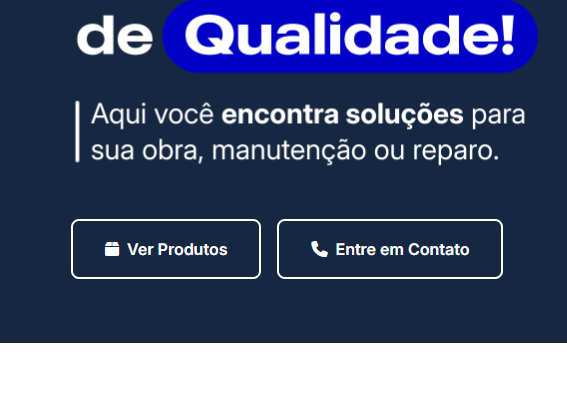 de Qualidade!
Aqui você encontra soluções para
sua obra, manutenção ou reparo.
Ver Produtos
Entre em Contato